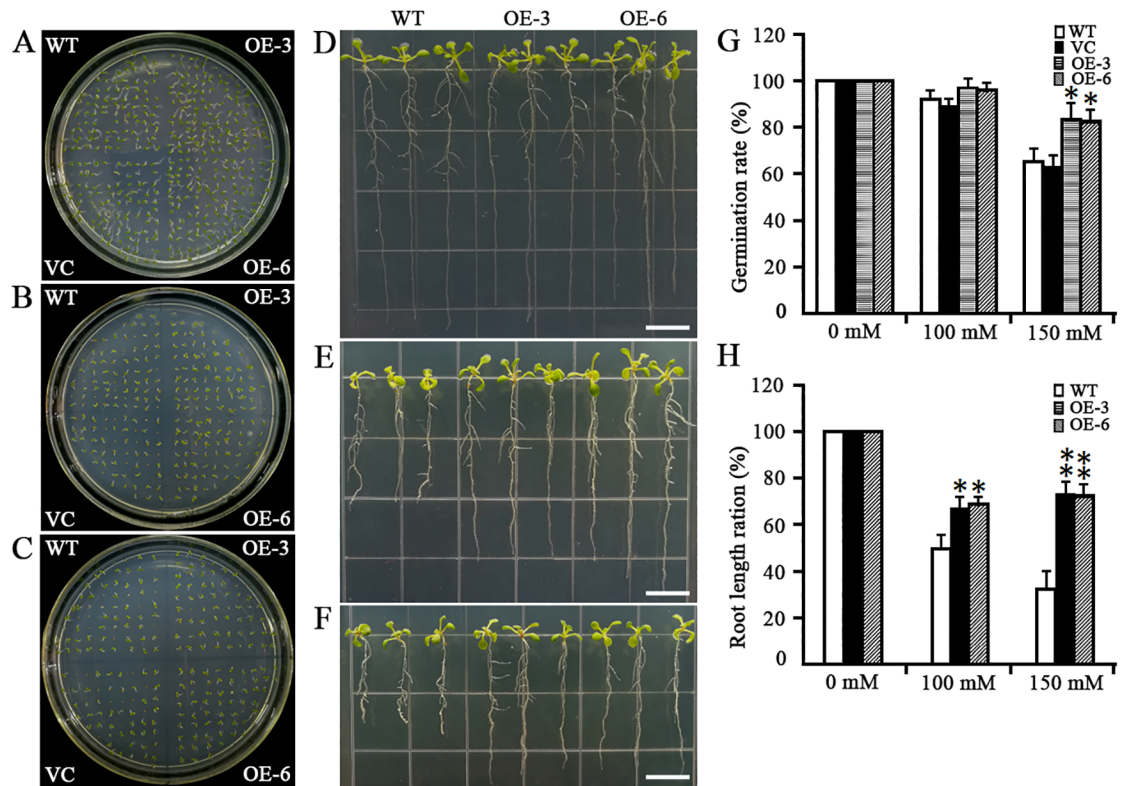 A
WT
OE-3
VC
OE-6
B
WT
OE-3
VC
OE-6
C
WT
OE-3
VC
OE-6
WT
OE-3
OE-6
D
E
F
G
120
100
80
60
40
20
0
Germination rate (%)
WT
VC
OE-3
OE-6
*
*
0 mM
100 mM
150 mM
H
120
100
80
60
40
20
0
Root length ration (%)
WT
OE-3
OE-6
* *
**
**
0 mM
100 mM
150 mM